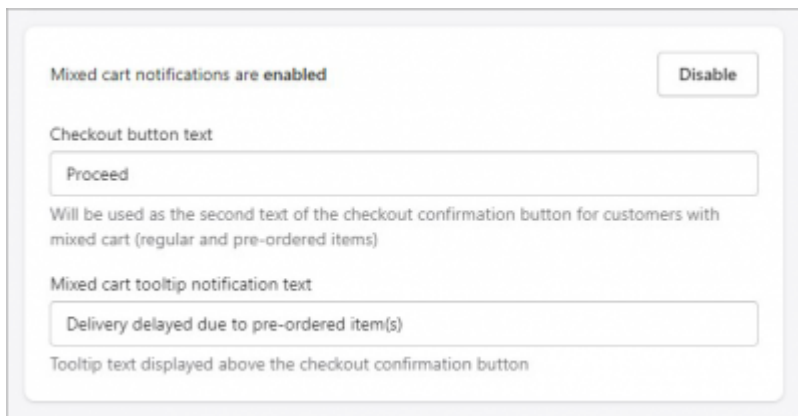 Mixed cart notifications are enabled
Disable
Checkout button text
Proceed
Will be used as the second text of the checkout confirmation button for customers with
mixed cart (regular and pre-ordered items)
Mixed cart tooltip notification text
Delivery delayed due to pre-ordered item(s)
Tooltip text displayed above the checkout confirmation button